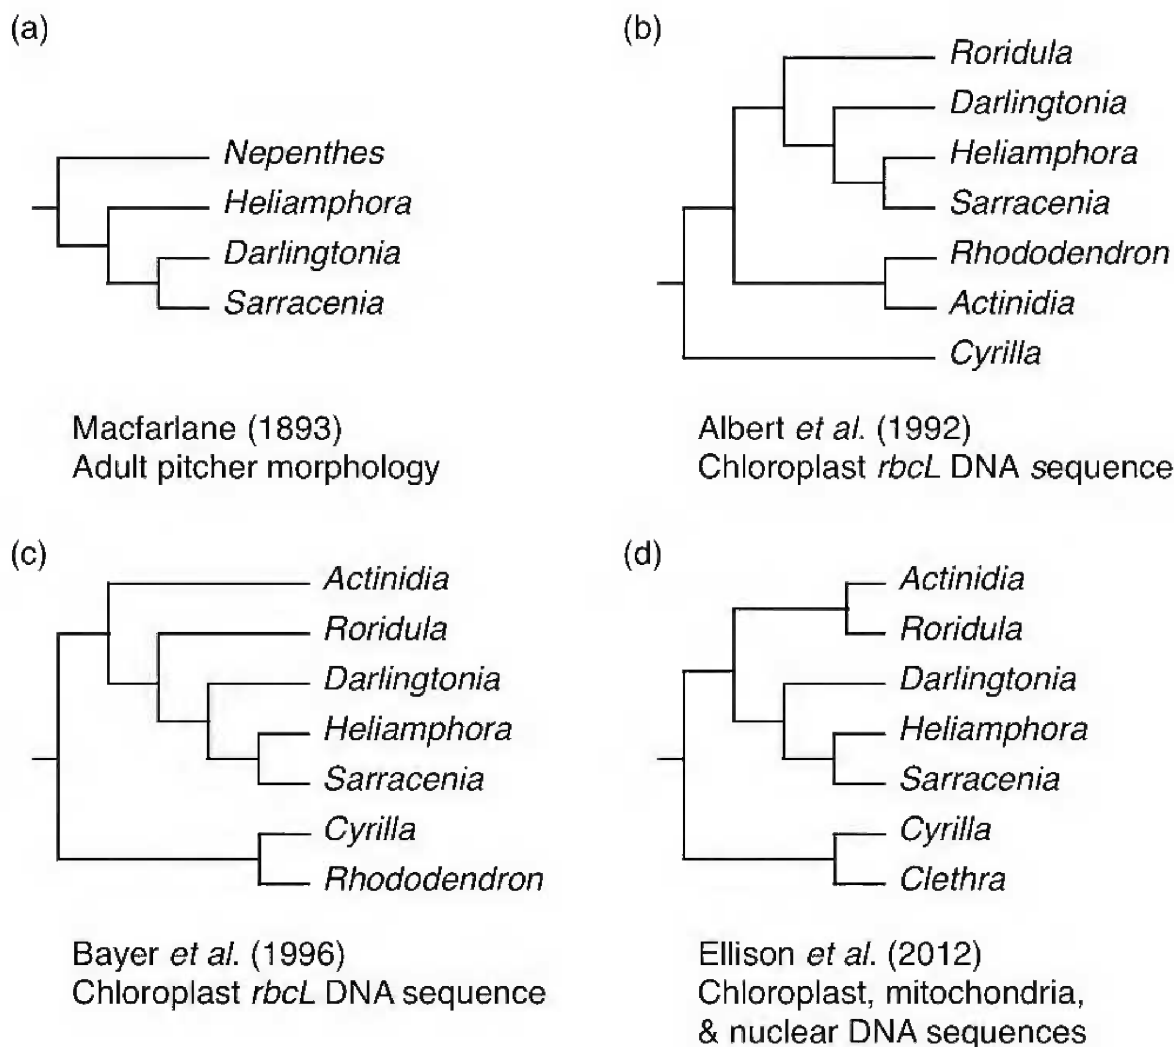 (a)
Nepenthes
Heliamphora
Darlingtonia
Sarracenia
Macfarlane (1893)
Adult pitcher morphology
(b)
Roridula
Darlingtonia
Heliamphora
Sarracenia
Rhododendron
Actinidia
Cyrilla
Albert et al. (1992)
Chloroplast rbcL DNA sequence
(c)
Actinidia
Roridula
Darlingtonia
Heliamphora
Sarracenia
Cyrilla
Rhododendron
Bayer et al. (1996)
Chloroplast rbcL DNA sequence
(d)
Actinidia
Roridula
Darlingtonia
Heliamphora
Sarracenia
Cyrilla
Clethra
Ellison et al. (2012)
Chloroplast, mitochondria,
& nuclear DNA sequences